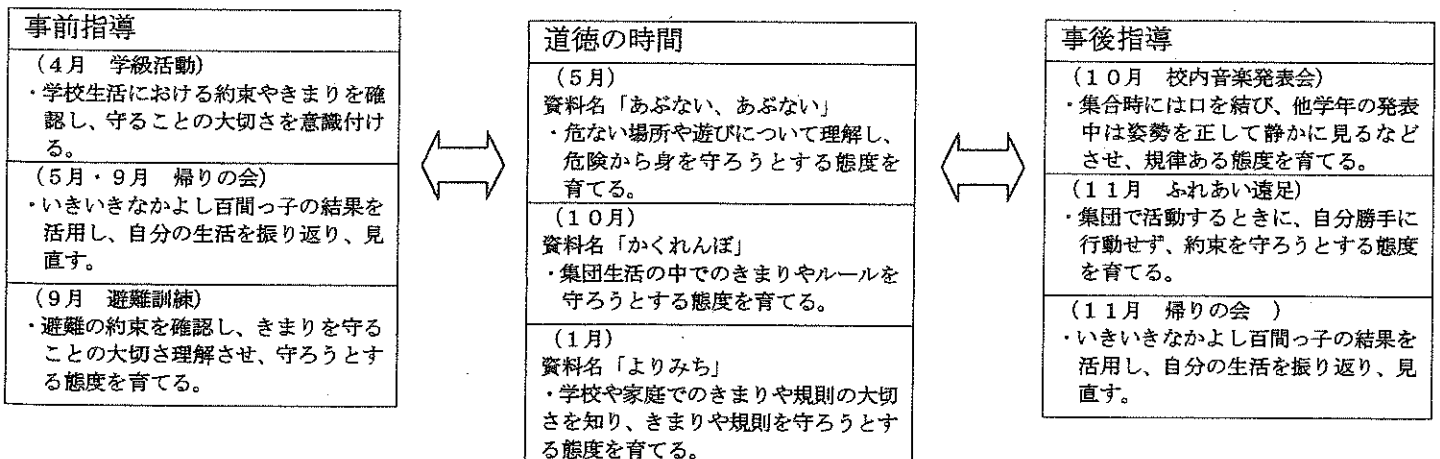 事前指導
(4月 学級活動)
・学校生活における約束やきまりを確
認し、守ることの大切さを意識付け
る。
(5月・9月 帰りの会)
・いきいきなかよし百間っ子の結果を
活用し、自分の生活を振り返り、見
直す。
(9月 避難訓練)
・避難の約束を確認し、きまりを守る
ことの大切さ理解させ、守ろうとす
る態度を育てる。
道徳の時間
(5月)
資料名「あぶない、あぶない」
・危ない場所や遊びについて理解し、
危険から身を守ろうとする態度を
育てる。
(10月)
資料名「かくれんぼ」
・集団生活の中でのきまりやルールを
守ろうとする態度を育てる。
(1月)
資料名「よりみち」
・学校や家庭でのきまりや規則の大切
さを知り、きまりや規則を守ろうとす
る態度を育てる。
事後指導
(10月 校内音楽発表会)
・集合時には口を結び、他学年の発表
中は姿勢を正して静かに見るなど
させ、規律ある態度を育てる。
(11月 ふれあい遠足)
・集団で活動するときに、自分勝手に
行動せず、約束を守ろうとする態度
を育てる。
(11月 帰りの会 )
・いきいきなかよし百間っ子の結果を
活用し、自分の生活を振り返り、見
直す。